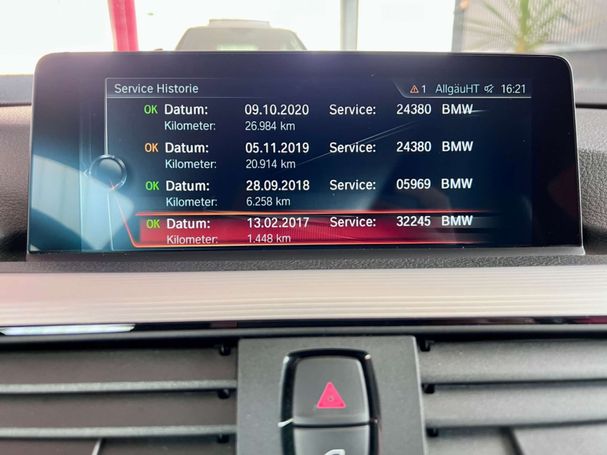 Service Historie 1 AllgäuHT 16:21
OK Datum: 09.10.2020 Service: 24380 BMW
Kilometer: 26.984 km
OK Datum: 05.11.2019 Service: 24380 BMW
Kilometer: 20.914 km
OK Datum: 28.09.2018 Service: 05969 BMW
Kilometer: 6.258 km
OK Datum: 13.02.2017 Service: 32245 BMW
Kilometer: 1.448 km